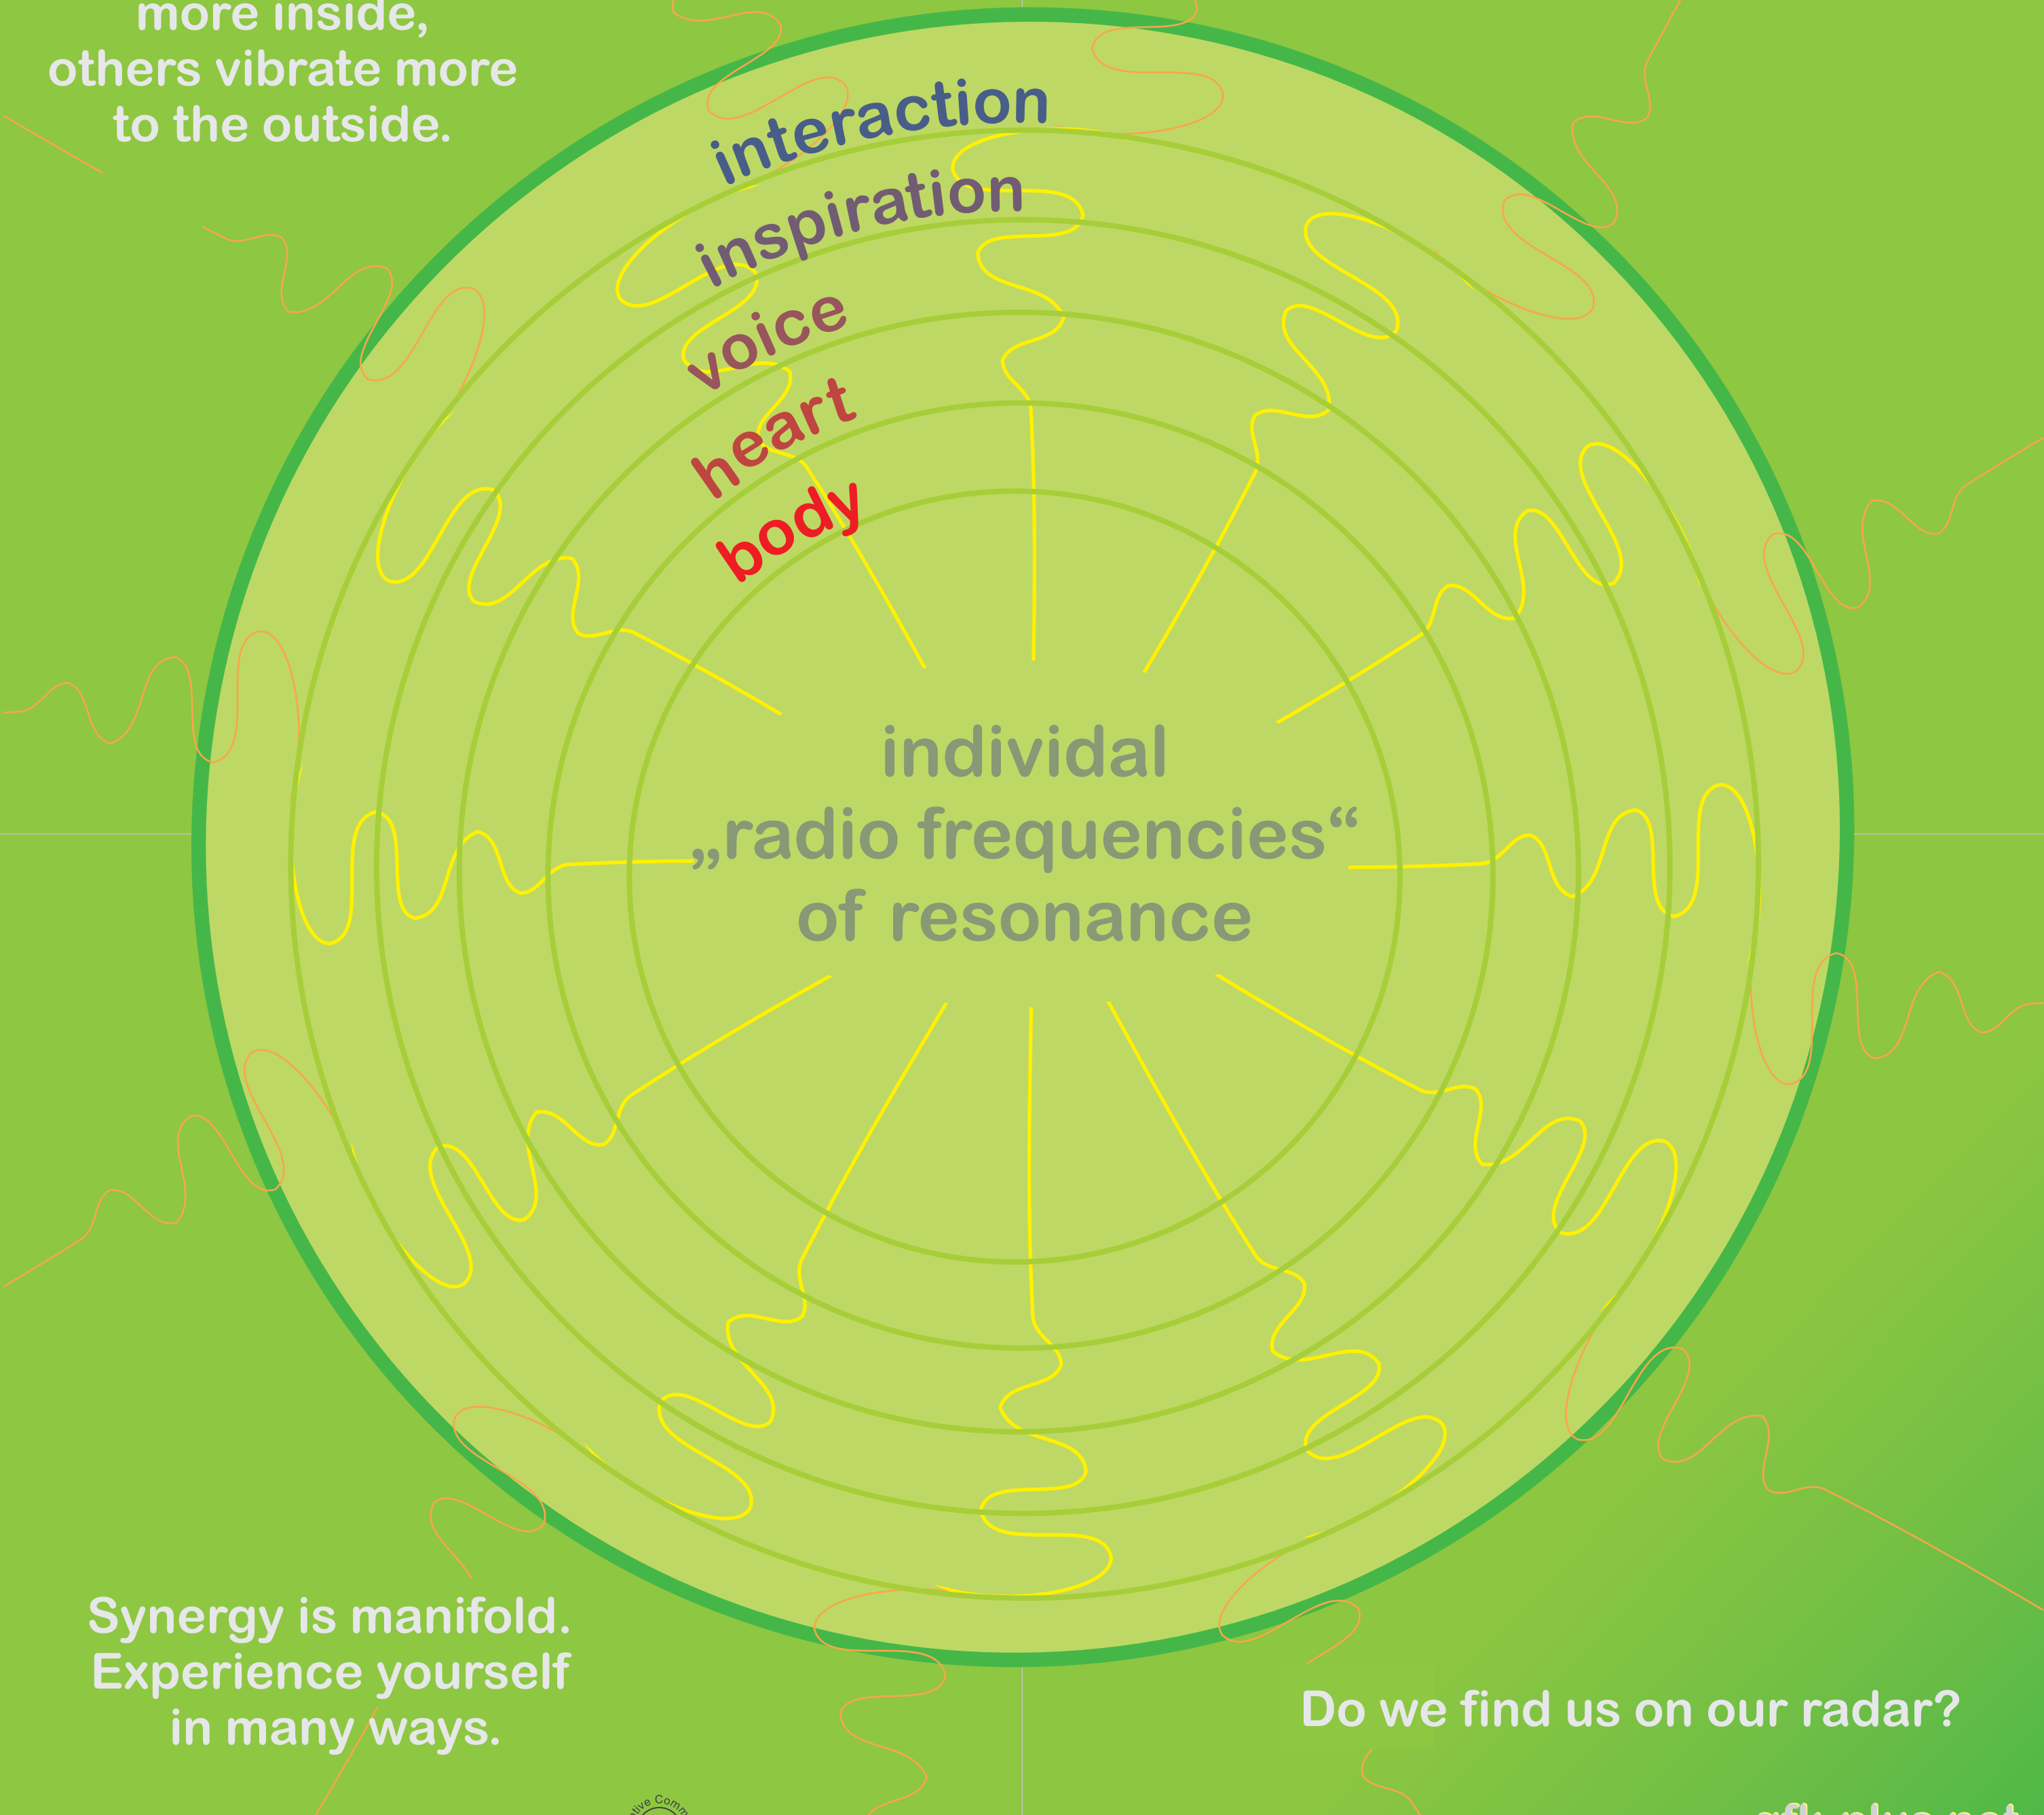 more inside,
others vibrate more
to the outside.
interaction
inspiration
voice
heart
body
individal
„radio frequencies“
of resonance
Synergy is manifold.
Experience yourself
in many ways.
Do we find us on our radar?